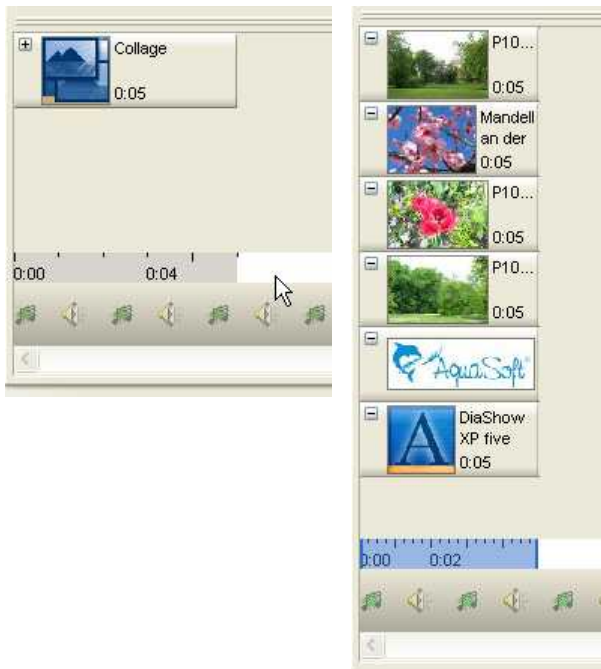 Collage
0:05
0:00
0:04
P10...
0:05
Mandell
an der
0:05
P10...
0:05
P10...
0:05
AquaSoft
DiaShow
XP five
0:05
A
0:00
0:02